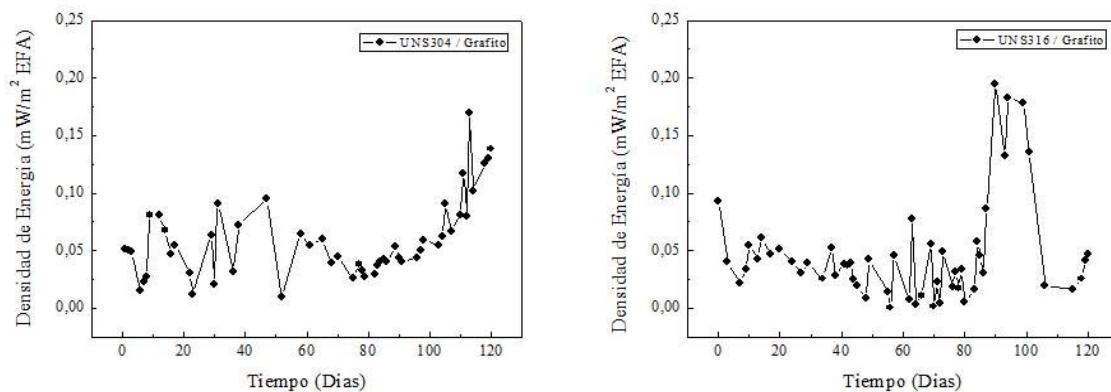 UNS304 / Grafito
Densidad de Energia (mW/m² EFA)
0,25
0,20
0,15
0,10
0,05
0,00
0 20 40 60 80 100 120
Tiempo (Dias)
UNS316 / Grafito
Densidad de Energía (mW/m² EFA)
0,25
0,20
0,15
0,10
0,05
0,00
0 20 40 60 80 100 120
Tiempo (Dias)